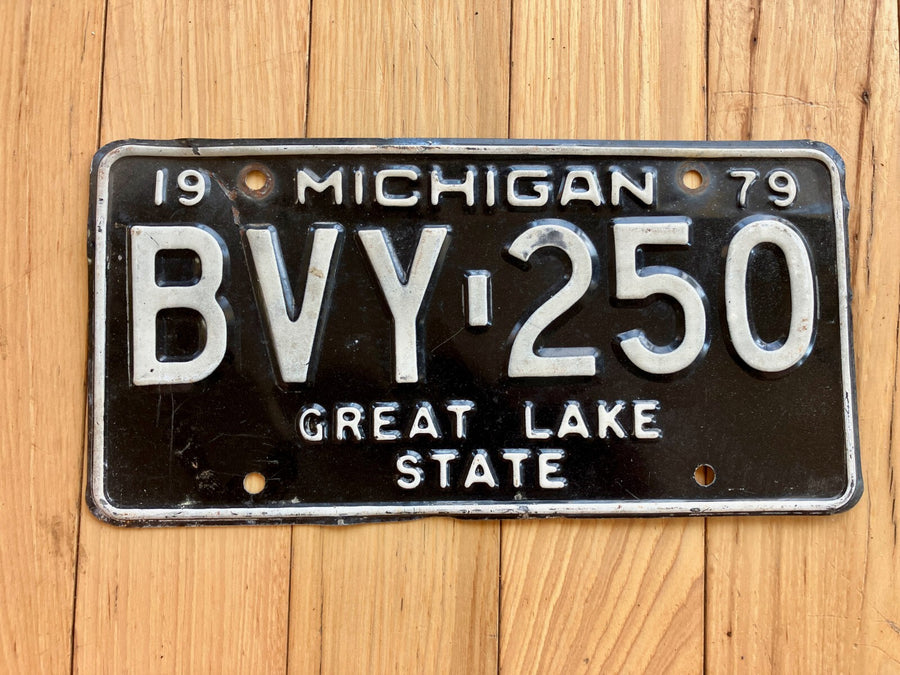 19 MICHIGAN 79
BVY-250
GREAT LAKE
STATE